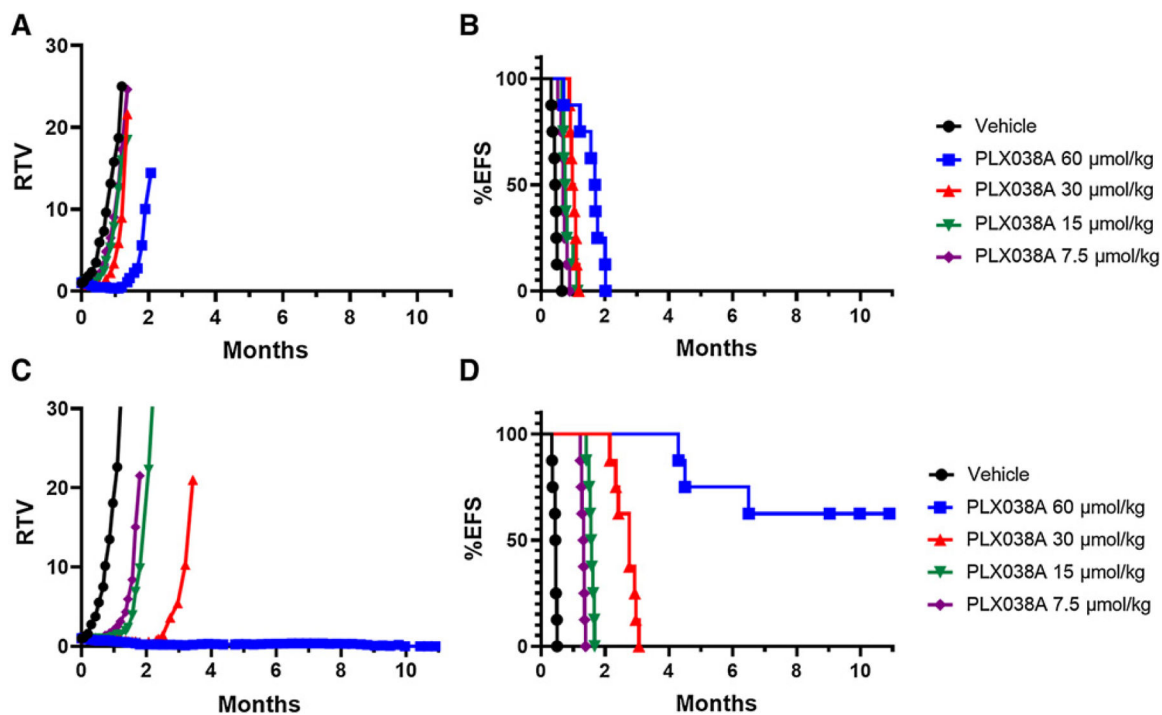 A
RTV
30
20
10
0
0 2 4 6 8 10
Months
B
%EFS
100
50
0
0 2 4 6 8 10
Months
Vehicle
PLX038A 60 μmol/kg
PLX038A 30 μmol/kg
PLX038A 15 μmol/kg
PLX038A 7.5 μmol/kg
C
RTV
30
20
10
0
0 2 4 6 8 10
Months
D
%EFS
100
50
0
0 2 4 6 8 10
Months
Vehicle
PLX038A 60 μmol/kg
PLX038A 30 μmol/kg
PLX038A 15 μmol/kg
PLX038A 7.5 μmol/kg